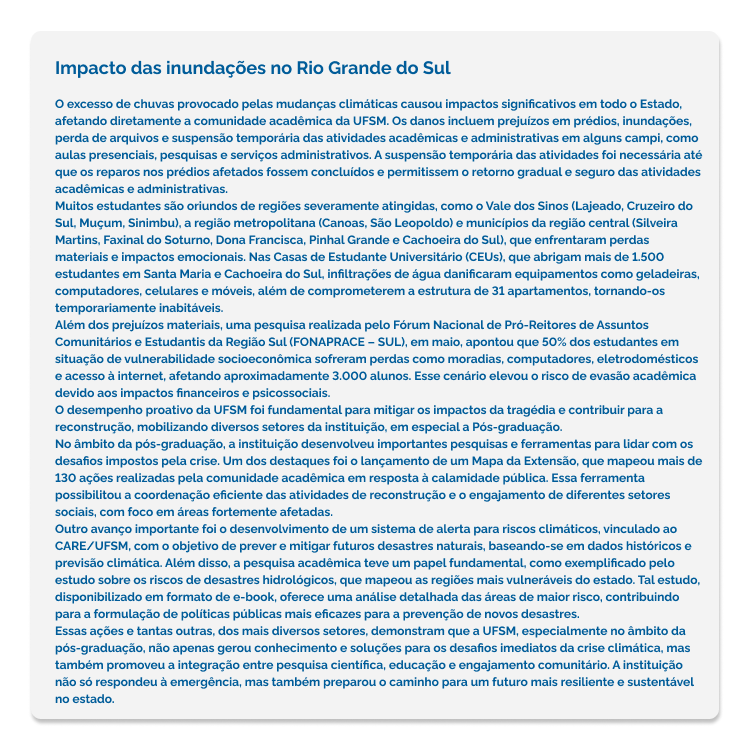 Impacto das inundações no Rio Grande do Sul
O excesso de chuvas provocado pelas mudanças climáticas causou impactos significativos em todo o Estado,
afetando diretamente a comunidade acadêmica da UFSM. Os danos incluem prejuízos em prédios, inundações,
perda de arquivos e suspensão temporária das atividades acadêmicas e administrativas em alguns campi, como
aulas presenciais, pesquisas e serviços administrativos. A suspensão temporária das atividades foi necessária até
que os reparos nos prédios afetados fossem concluídos e permitissem o retorno gradual e seguro das atividades
acadêmicas e administrativas.
Muitos estudantes são oriundos de regiões severamente atingidas, como o Vale dos Sinos (Lajeado, Cruzeiro do
Sul, Muçum, Sinimbu), a região metropolitana (Canoas, São Leopoldo) e municípios da região central (Silveira
Martins, Faxinal do Soturno, Dona Francisca, Pinhal Grande e Cachoeira do Sul), que enfrentaram perdas
materiais e impactos emocionais. Nas Casas de Estudante Universitário (CEUs), que abrigam mais de 1.500
estudantes em Santa Maria e Cachoeira do Sul, infiltrações de água danificaram equipamentos como geladeiras,
computadores, celulares e móveis, além de comprometerem a estrutura de 31 apartamentos, tornando-os
temporariamente inabitáveis.
Além dos prejuízos materiais, uma pesquisa realizada pelo Fórum Nacional de Pró-Reitores de Assuntos
Comunitários e Estudantis da Região Sul (FONAPRACE – SUL), em maio, apontou que 50% dos estudantes em
situação de vulnerabilidade socioeconômica sofreram perdas como moradias, computadores, eletrodomésticos
e acesso à internet, afetando aproximadamente 3.000 alunos. Esse cenário elevou o risco de evasão acadêmica
devido aos impactos financeiros e psicossociais.
O desempenho proativo da UFSM foi fundamental para mitigar os impactos da tragédia e contribuir para a
reconstrução, mobilizando diversos setores da instituição, em especial a Pós-graduação.
No âmbito da pós-graduação, a instituição desenvolveu importantes pesquisas e ferramentas para lidar com os
desafios impostos pela crise. Um dos destaques foi o lançamento de um Mapa da Extensão, que mapeou mais de
130 ações realizadas pela comunidade acadêmica em resposta à calamidade pública. Essa ferramenta
possibilitou a coordenação eficiente das atividades de reconstrução e o engajamento de diferentes setores
sociais, com foco em áreas fortemente afetadas.
Outro avanço importante foi o desenvolvimento de um sistema de alerta para riscos climáticos, vinculado ao
CARE/UFSM, com o objetivo de prever e mitigar futuros desastres naturais, baseando-se em dados históricos e
previsão climática. Além disso, a pesquisa acadêmica teve um papel fundamental, como exemplificado pelo
estudo sobre os riscos de desastres hidrológicos, que mapeou as regiões mais vulneráveis do estado. Tal estudo,
disponibilizado em formato de e-book, oferece uma análise detalhada das áreas de maior risco, contribuindo
para a formulação de políticas públicas mais eficazes para a prevenção de novos desastres.
Essas ações e tantas outras, dos mais diversos setores, demonstram que a UFSM, especialmente no âmbito da
pós-graduação, não apenas gerou conhecimento e soluções para os desafios imediatos da crise climática, mas
também promoveu a integração entre pesquisa científica, educação e engajamento comunitário. A instituição
não só respondeu à emergência, mas também preparou o caminho para um futuro mais resiliente e sustentável
no estado.